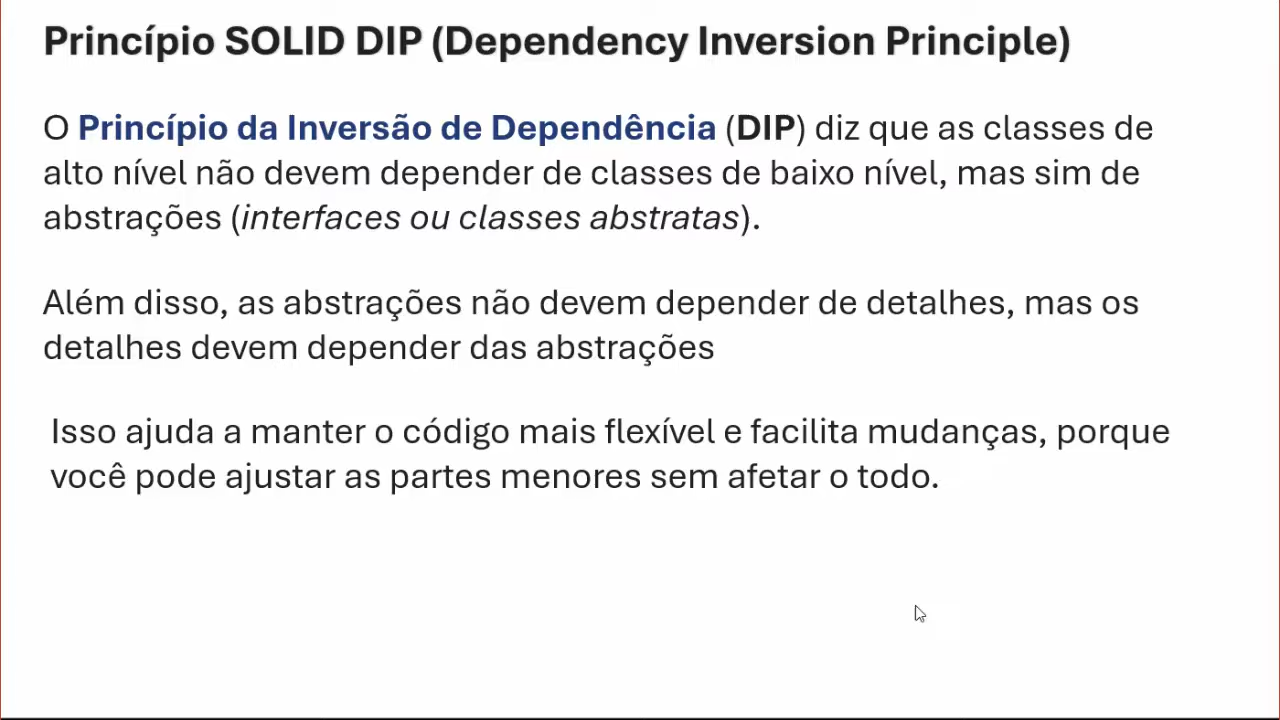 Princípio SOLID DIP (Dependency Inversion Principle)
O Princípio da Inversão de Dependência (DIP) diz que as classes de
alto nível não devem depender de classes de baixo nível, mas sim de
abstrações (interfaces ou classes abstratas).
Além disso, as abstrações não devem depender de detalhes, mas os
detalhes devem depender das abstrações
Isso ajuda a manter o código mais flexível e facilita mudanças, porque
você pode ajustar as partes menores sem afetar o todo.